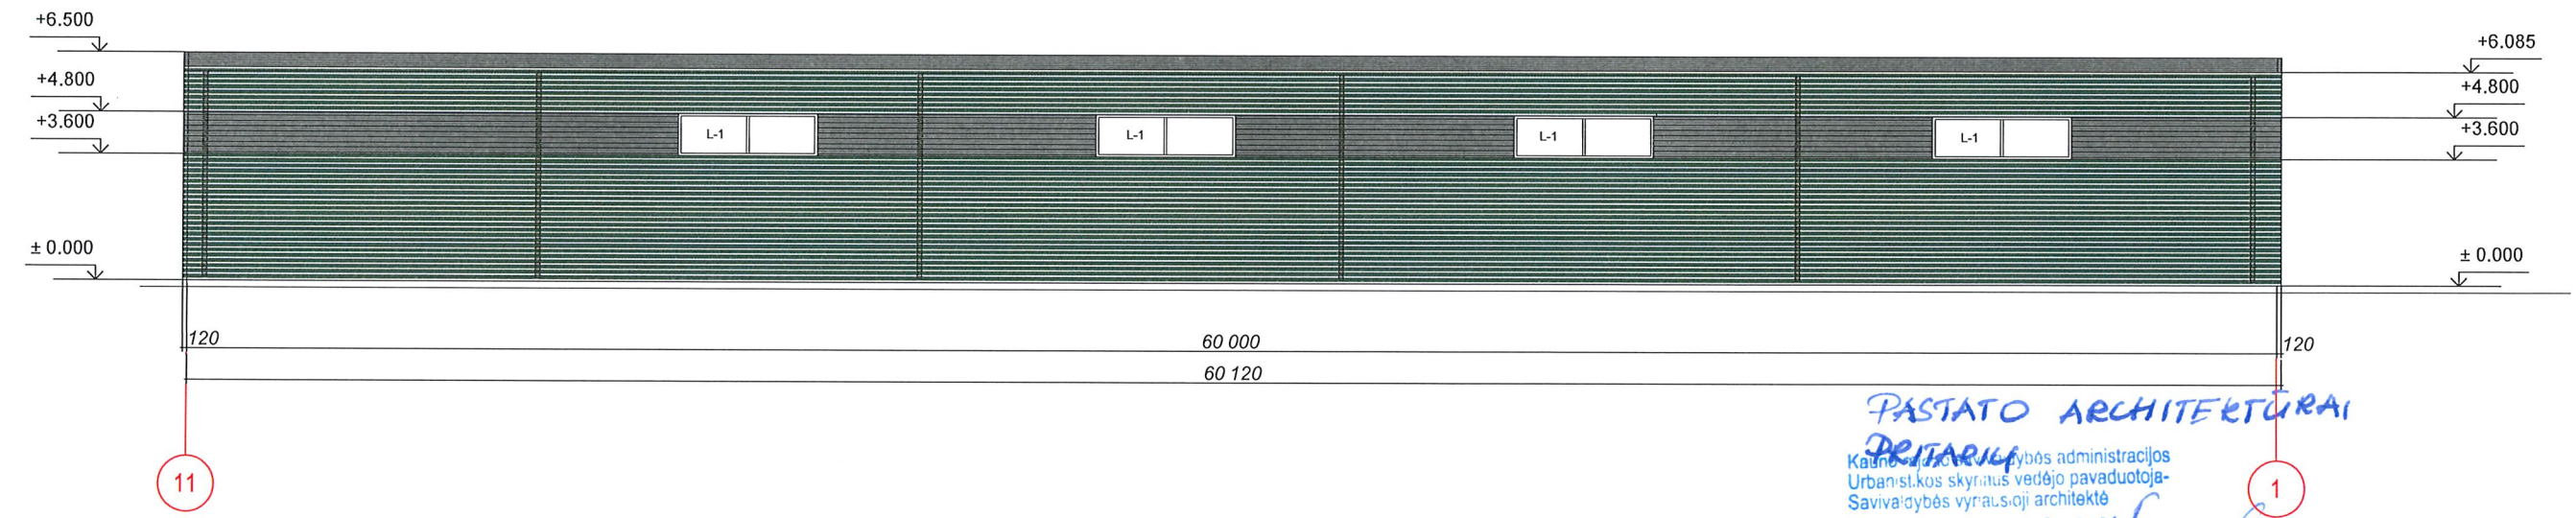 +6.500
+6.085
+4.800
+4.800
+3.600
+3.600
L-1 L-1 L-1 L-1
± 0.000
± 0.000
120 60 000 120
60 120
PASTATO ARCHITEKTŪRAI
PRITARIU
administracijos
Urbanistikos skyriaus vedėjo pavaduotoja-
Savivaldybės vyriausioji architektė
11 1